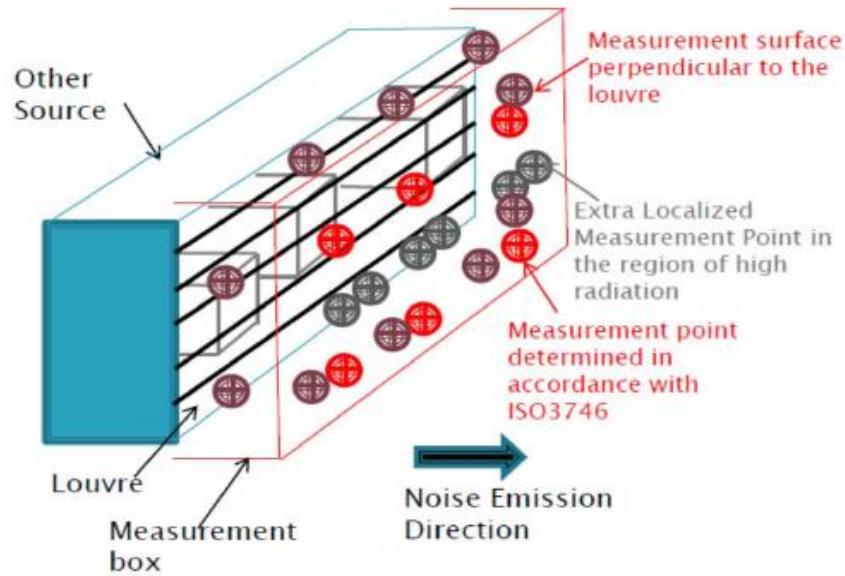 Other
Source
Measurement surface
perpendicular to the
louvre
Extra Localized
Measurement Point in
the region of high
radiation
Measurement point
determined in
accordance with
ISO3746
Louvre
Measurement
box
Noise Emission
Direction